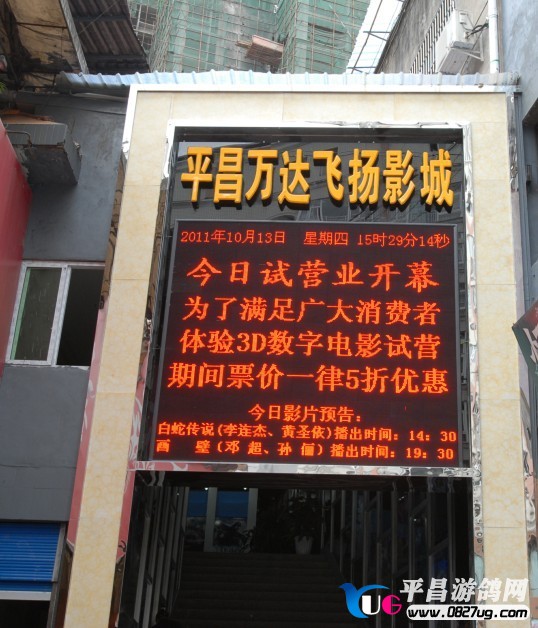 平昌万达飞扬影城
2011年10月13日 星期四 15时29分14秒
今日试营业开幕
为了满足广大消费者
体验3D数字电影试营
期间票价一律5折优惠
今日影片预告:
白蛇传说(李连杰、黄圣依)播出时间: 14: 30
画 壁(邓 超、孙 俪)播出时间: 19: 30
YUG 平昌游鸽网
www.0827ug.com